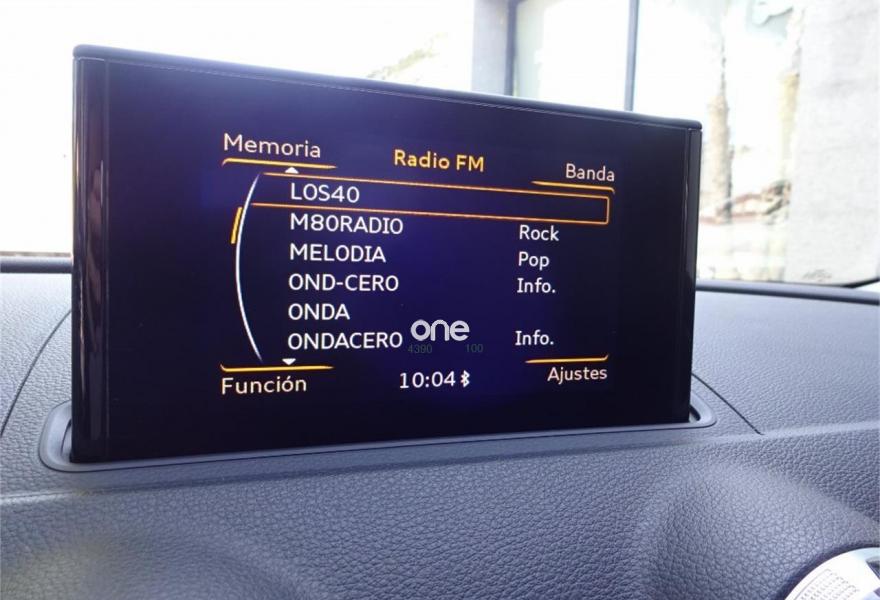 Memoria
Radio FM
Banda
LOS40
M80RADIO Rock
MELODIA Pop
OND-CERO Info.
ONDA
ONDACERO Info.
one
4390 100
Función
10:04
Ajustes